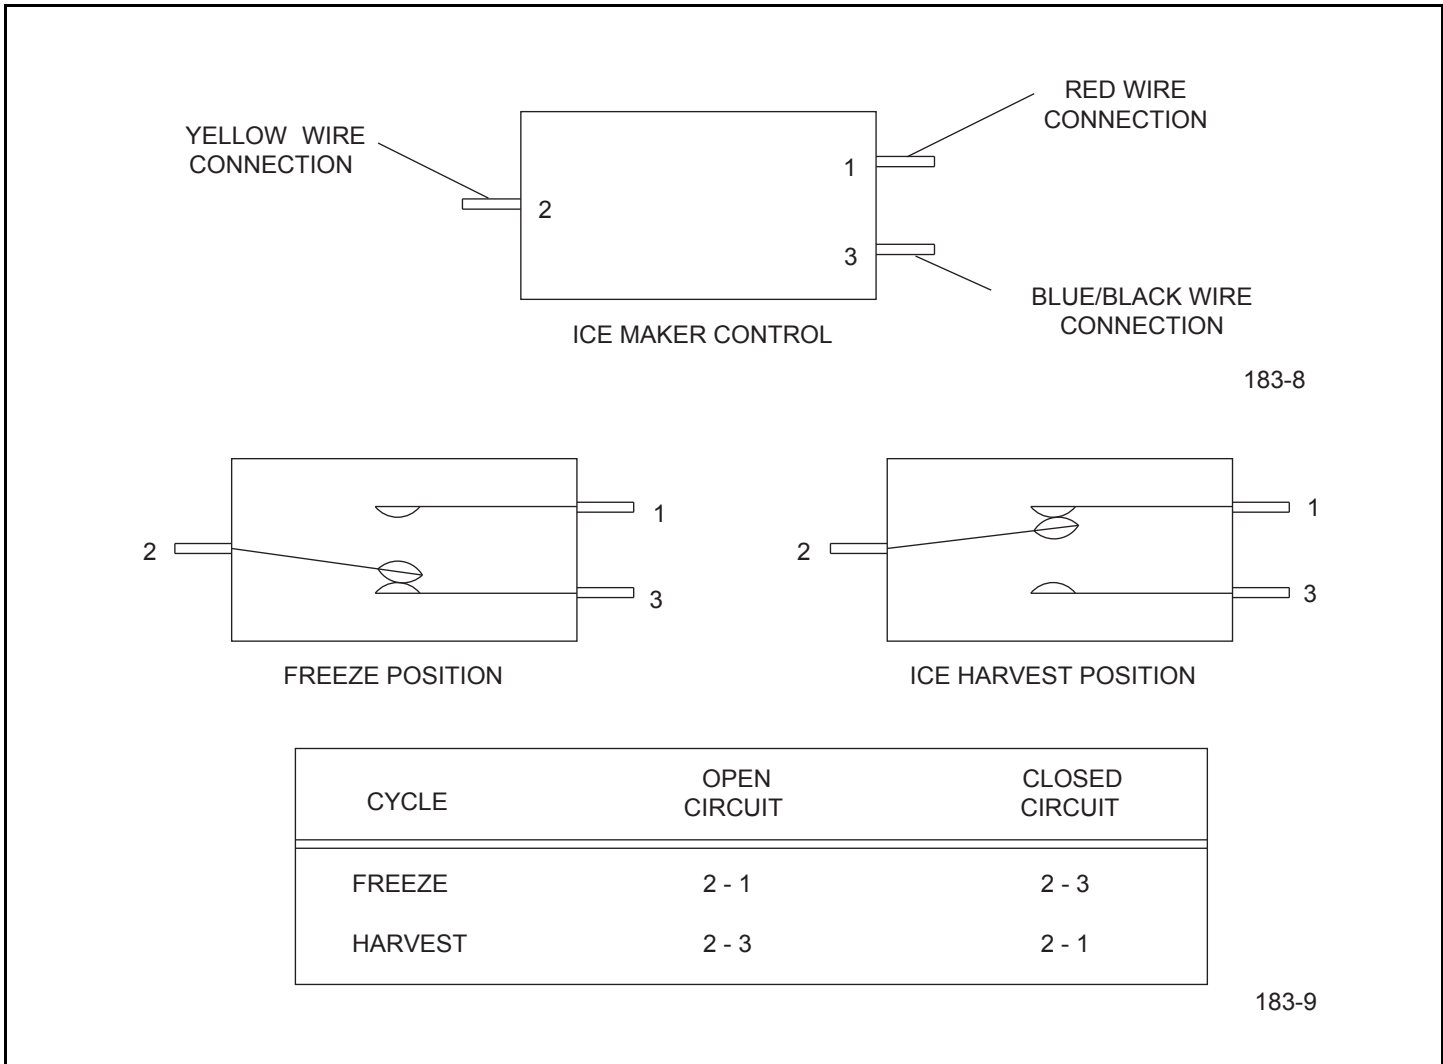 RED WIRE
CONNECTION
YELLOW WIRE
CONNECTION
1
2
3
BLUE/BLACK WIRE
CONNECTION
ICE MAKER CONTROL
183-8
1
2
3
FREEZE POSITION
1
2
3
ICE HARVEST POSITION
CYCLE
OPEN
CIRCUIT
CLOSED
CIRCUIT
FREEZE 2 - 1 2 - 3
HARVEST 2 - 3 2 - 1
183-9